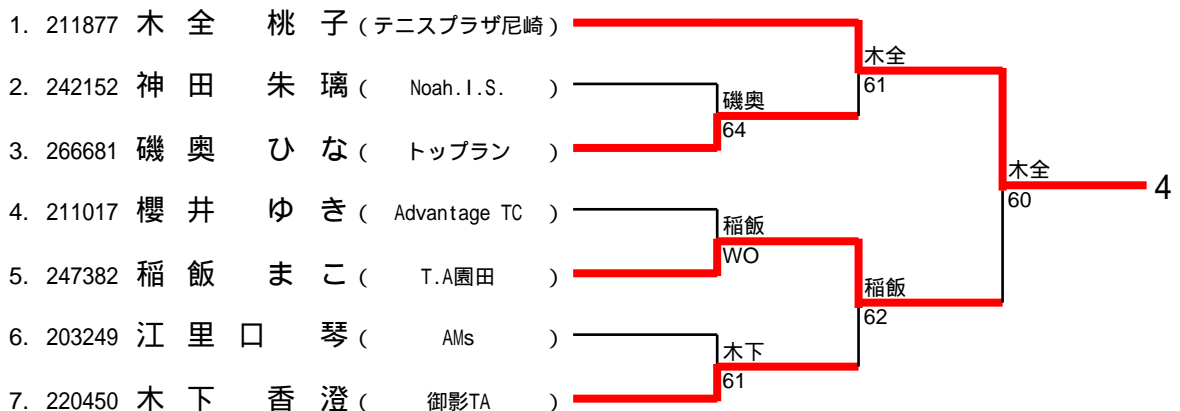 1. 211877 木 全 桃 子 ( テニスプラザ尼崎 )
木全
61
2. 242152 神 田 朱 璃 ( Noah.I.S. )
磯奥
64
3. 266681 磯 奥 ひ な ( トップラン )
木全
60
4
4. 211017 櫻 井 ゆ き ( Advantage TC )
稲飯
WO
5. 247382 稲 飯 ま こ ( T.A園田 )
稲飯
62
6. 203249 江 里 口 琴 ( AMs )
木下
61
7. 220450 木 下 香 澄 ( 御影TA )